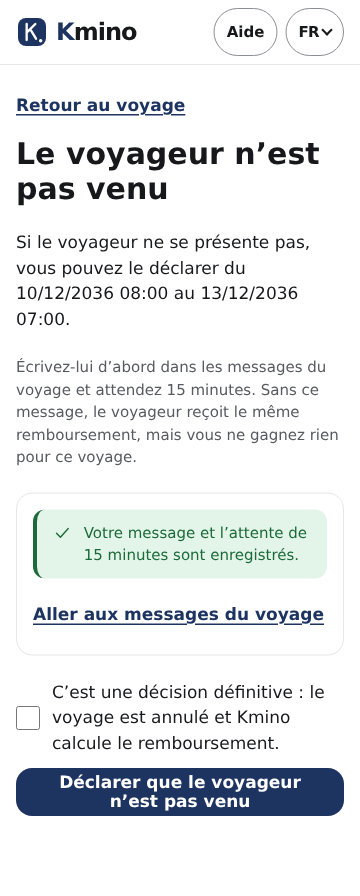 K. Kmino
Aide
FR
Retour au voyage
Le voyageur n’est
pas venu
Si le voyageur ne se présente pas,
vous pouvez le déclarer du
10/12/2036 08:00 au 13/12/2036
07:00.
Écrivez-lui d’abord dans les messages du
voyage et attendez 15 minutes. Sans ce
message, le voyageur reçoit le même
remboursement, mais vous ne gagnez rien
pour ce voyage.
Votre message et l’attente de
15 minutes sont enregistrés.
Aller aux messages du voyage
C’est une décision définitive : le
voyage est annulé et Kmino
calcule le remboursement.
Déclarer que le voyageur
n’est pas venu